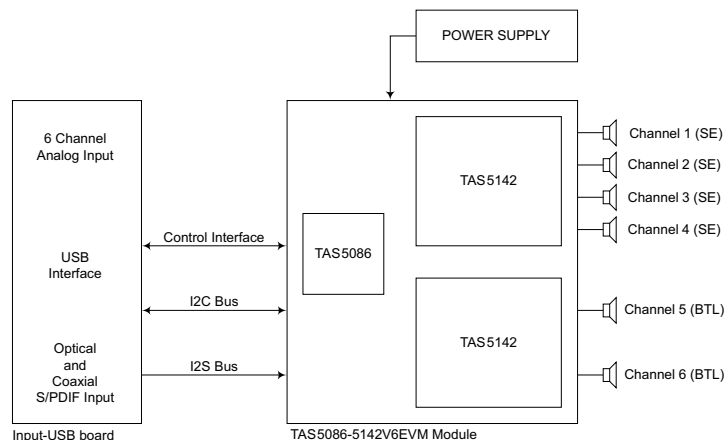 POWER SUPPLY
6 Channel
Analog Input
USB
Interface
Optical
and
Coaxial
S/PDIF Input
Input-USB board
Control Interface
I2C Bus
I2S Bus
TAS5086
TAS5142
TAS5142
TAS5086-5142V6EVM Module
Channel 1 (SE)
Channel 2 (SE)
Channel 3 (SE)
Channel 4 (SE)
Channel 5 (BTL)
Channel 6 (BTL)